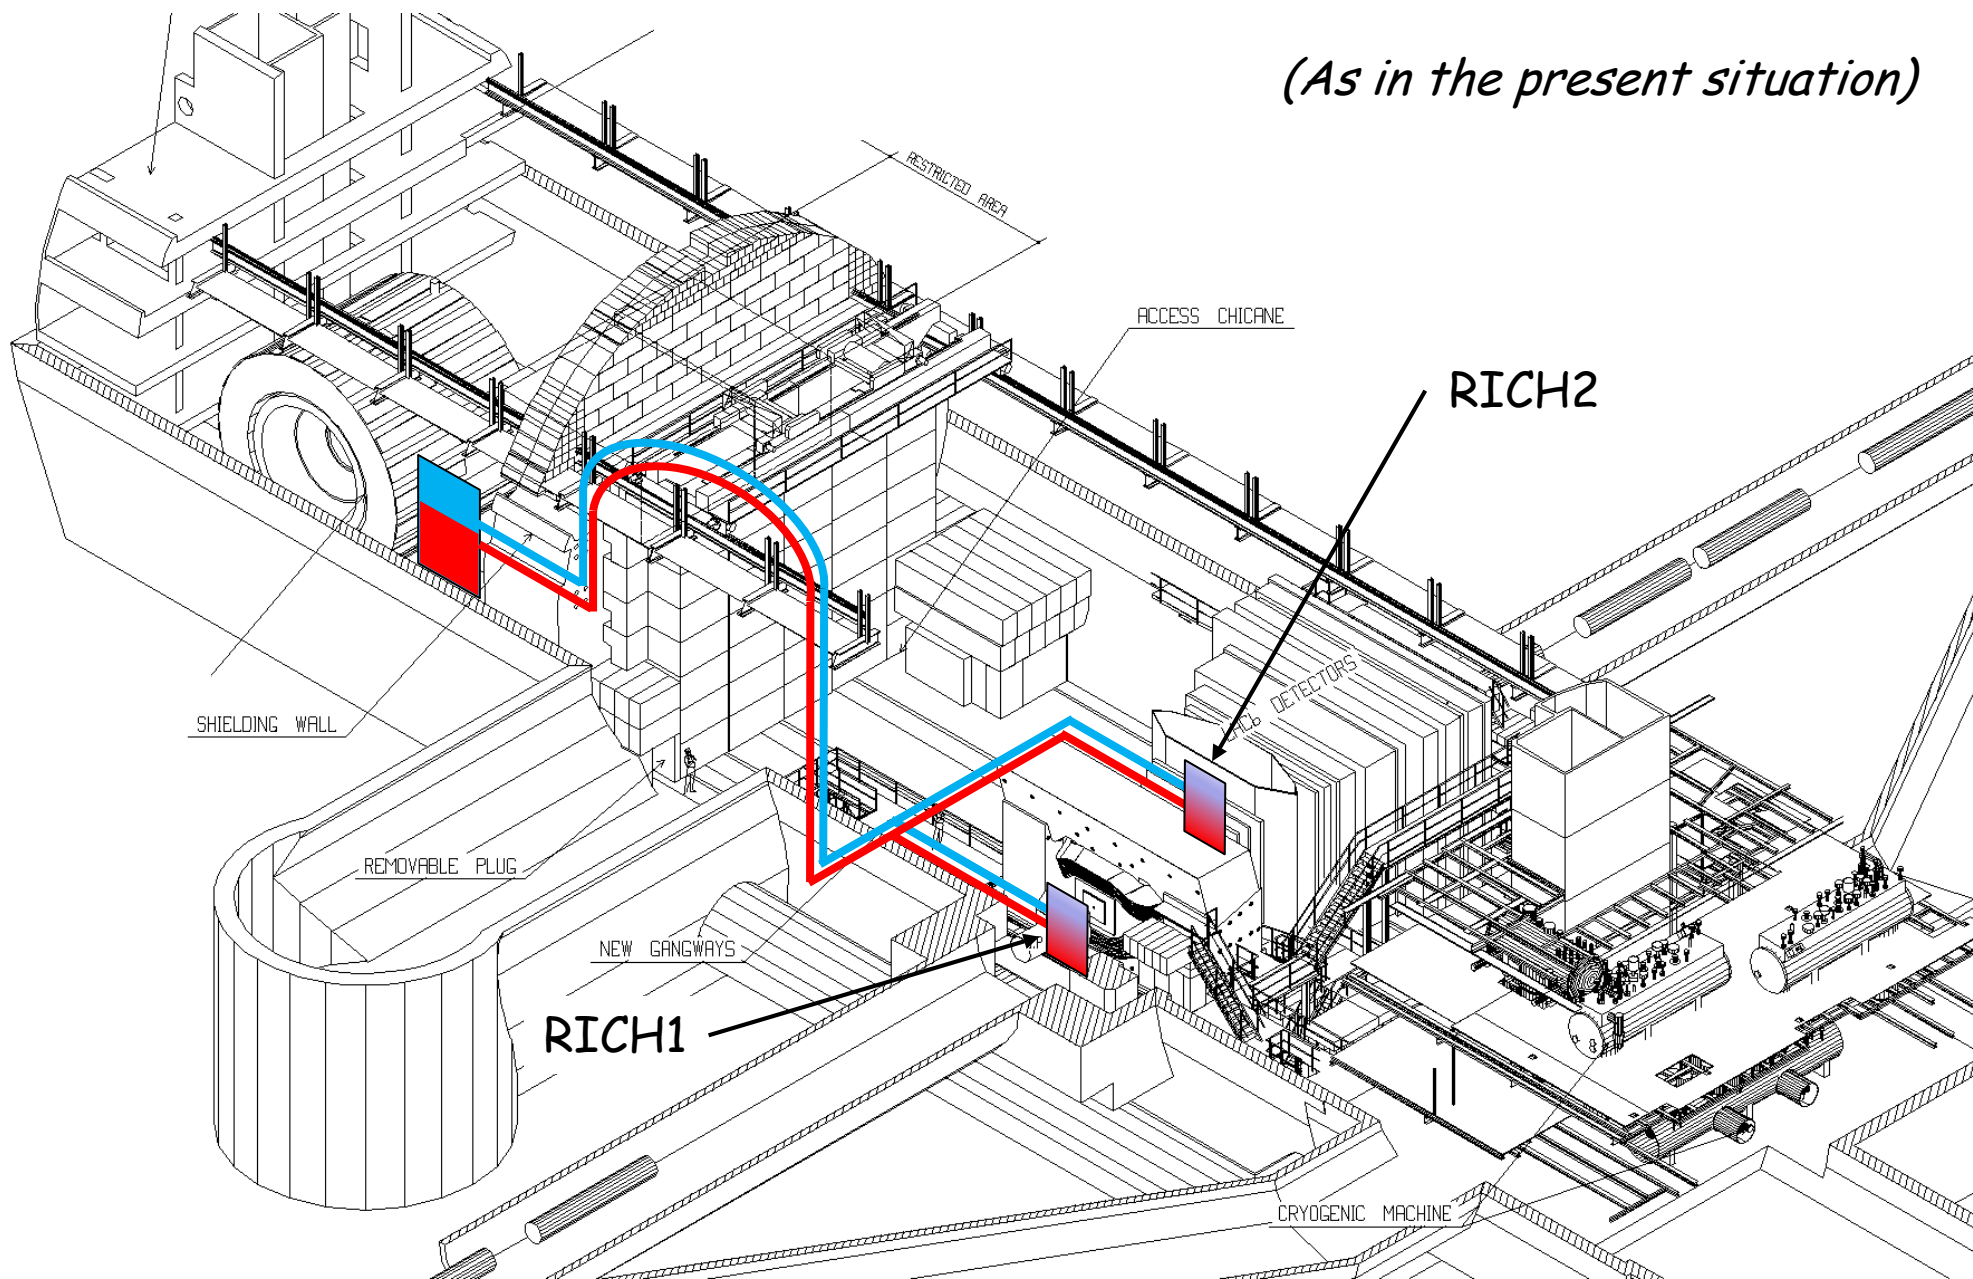 (As in the present situation)
RESTRICTED AREA
ACCESS CHICANE
RICH2
DETECTORS
SHIELDING WALL
REMOVABLE PLUG
NEW GANGWAYS
RICH1
CRYOGENIC MACHINE